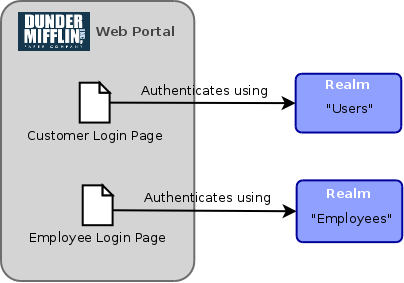 DUNDER
MIFFLIN INC
PAPER COMPANY
Web Portal
Authenticates using
Realm
"Users"
Customer Login Page
Authenticates using
Realm
"Employees"
Employee Login Page